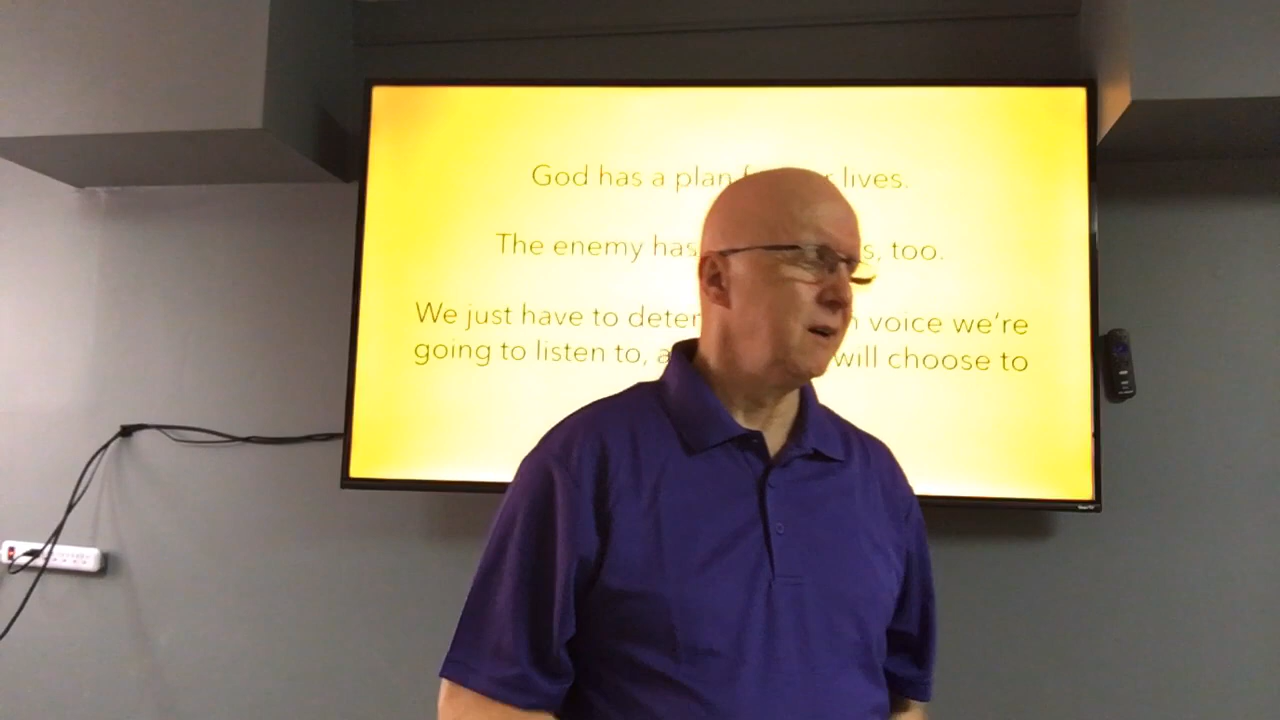 God has a plan lives.
The enemy has too.
We just have to voice we're
going to listen to, will choose to